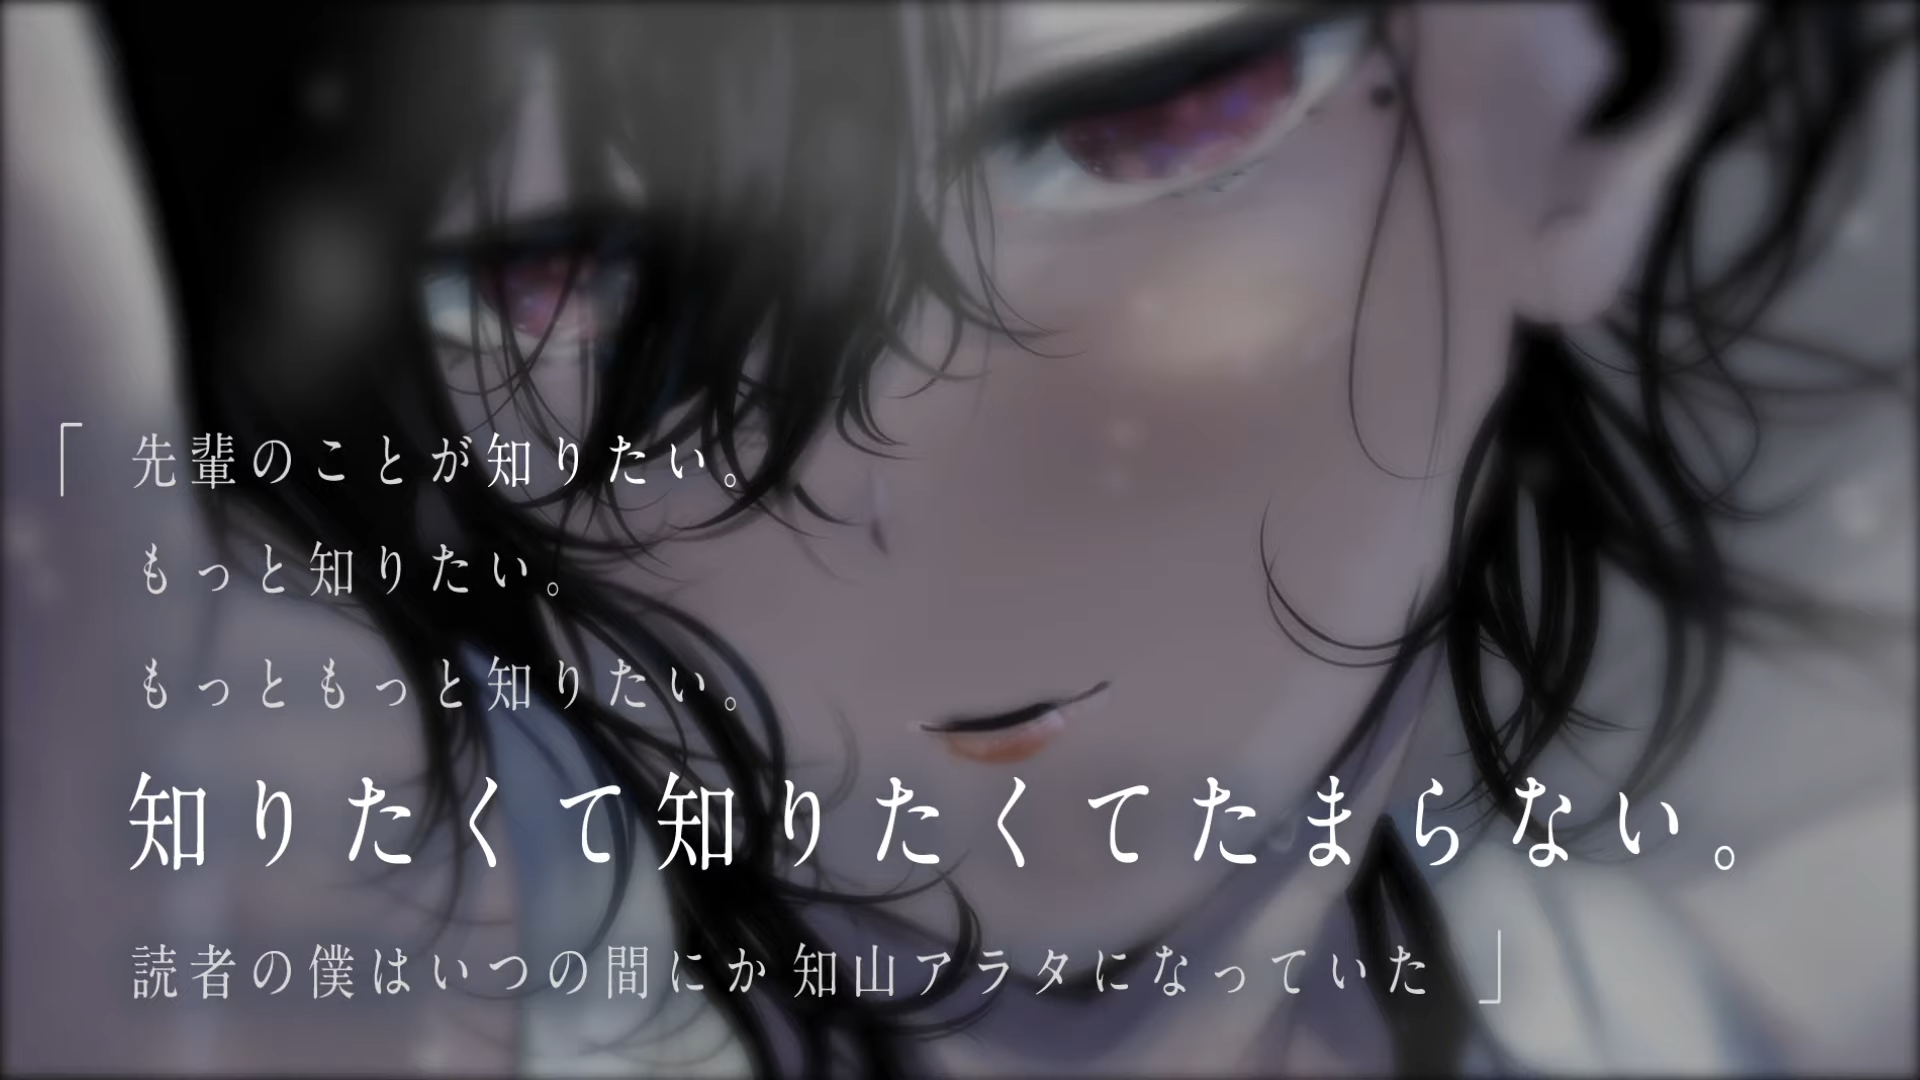 「先輩のことが知りたい。
もっと知りたい。
もっともっと知りたい。
知りたくて知りたくてたまらない。
読者の僕はいつの間にか 知山アラタになっていた 」